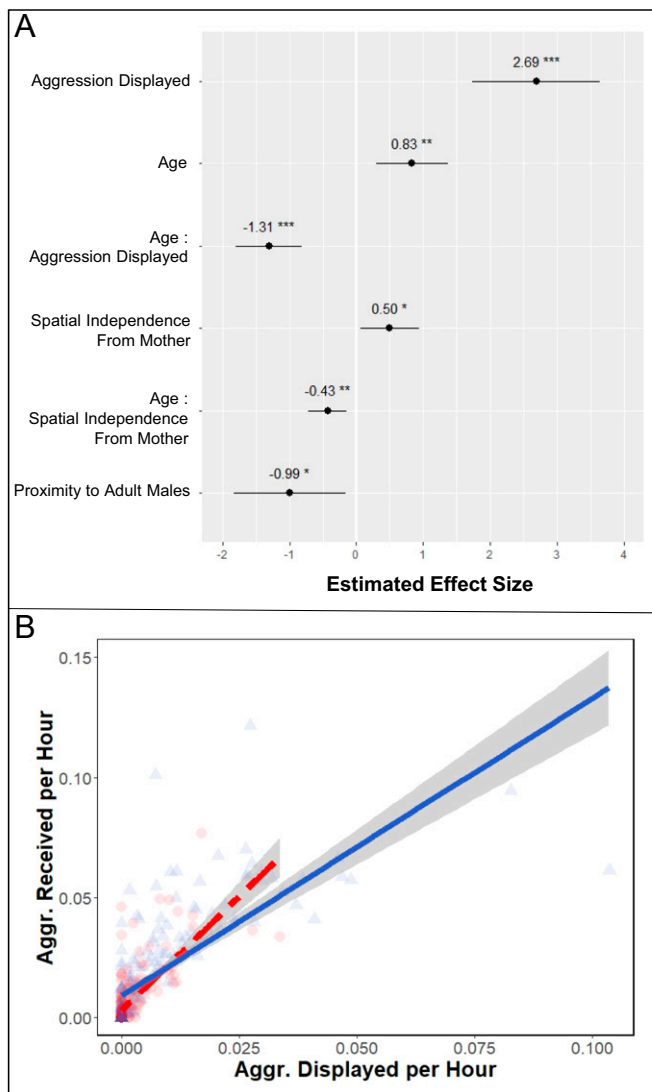 A
Aggression Displayed
2.69 ***
Age
0.83 **
Age :
Aggression Displayed
-1.31 ***
Spatial Independence
From Mother
0.50 *
Age :
Spatial Independence
From Mother
-0.43 **
Proximity to Adult Males
-0.99 *
-2 -1 0 1 2 3 4
Estimated Effect Size
B
Aggr. Received per Hour
0.15
0.10
0.05
0.00
0.000 0.025 0.050 0.075 0.100
Aggr. Displayed per Hour